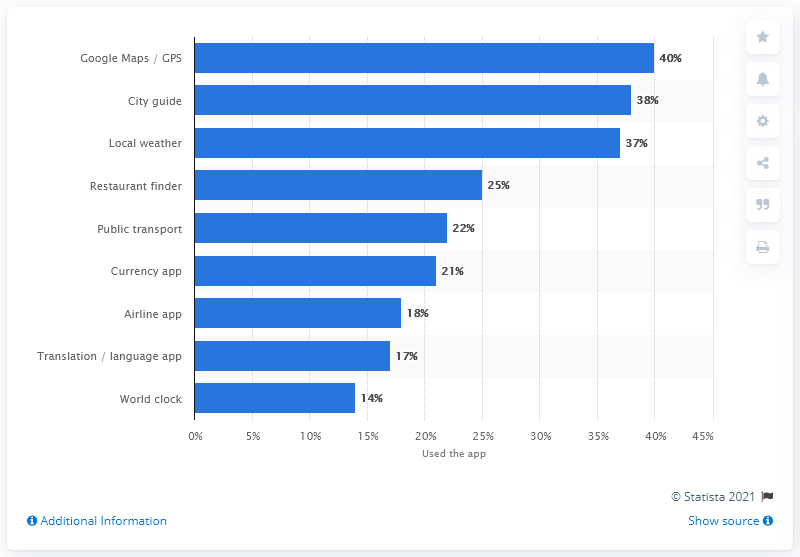 Google Maps / GPS 40%
City guide 38%
Local weather 37%
Restaurant finder 25%
Public transport 22%
Currency app 21%
Airline app 18%
Translation / language app 17%
World clock 14%
0% 5% 10% 15% 20% 25% 30% 35% 40% 45%
Used the app
© Statista 2021
Additional Information Show source